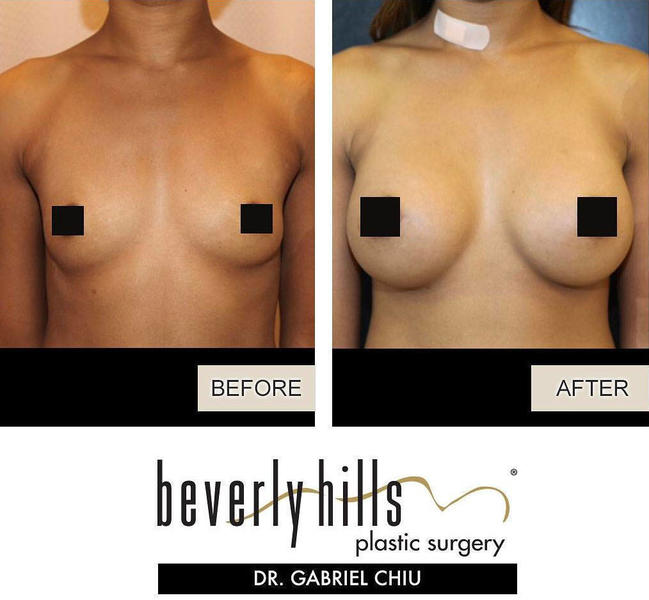 BEFORE
AFTER
beverly hills®
plastic surgery
DR. GABRIEL CHIU